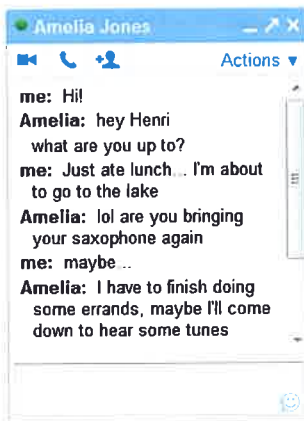 Amelia Jones
Actions ▼
me: Hi!
Amelia: hey Henri
what are you up to?
me: Just ate lunch... I'm about
to go to the lake
Amelia: lol are you bringing
your saxophone again
me: maybe...
Amelia: I have to finish doing
some errands, maybe I'll come
down to hear some tunes